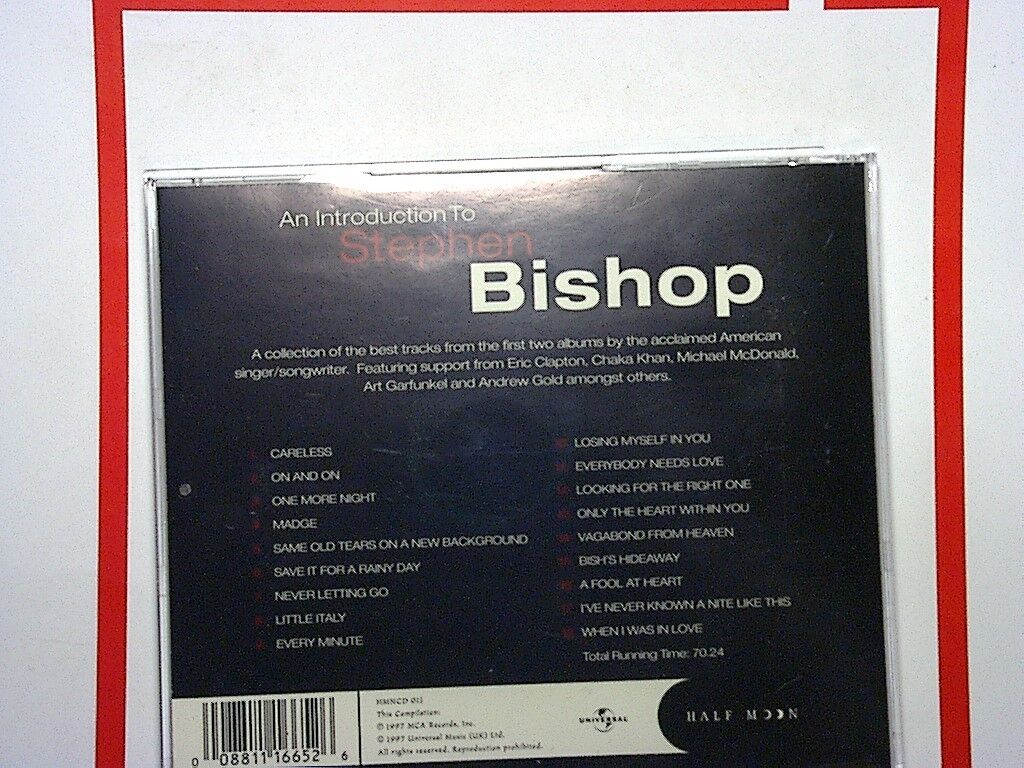 An Introduction To
Stephen
Bishop
A collection of the best tracks from the first two albums by the acclaimed American
singer/songwriter. Featuring support from Eric Clapton, Chaka Khan, Michael McDonald,
Art Garfunkel and Andrew Gold amongst others.
CARELESS
ON AND ON
ONE MORE NIGHT
MADGE
SAME OLD TEARS ON A NEW BACKGROUND
SAVE IT FOR A RAINY DAY
NEVER LETTING GO
LITTLE ITALY
EVERY MINUTE
LOSING MYSELF IN YOU
EVERYBODY NEEDS LOVE
LOOKING FOR THE RIGHT ONE
ONLY THE HEART WITHIN YOU
VAGABOND FROM HEAVEN
BISH'S HIDEAWAY
A FOOL AT HEART
I'VE NEVER KNOWN A NITE LIKE THIS
WHEN I WAS IN LOVE
Total Running Time: 70.24
0 08811 16652 6
HMNCD
This Compilation:
℗ 1997 MCA Records, Inc.
© 1997 Universal Music (UK) Ltd.
All rights reserved. Reproduction prohibited.
UNIVERSAL
HALF MOON